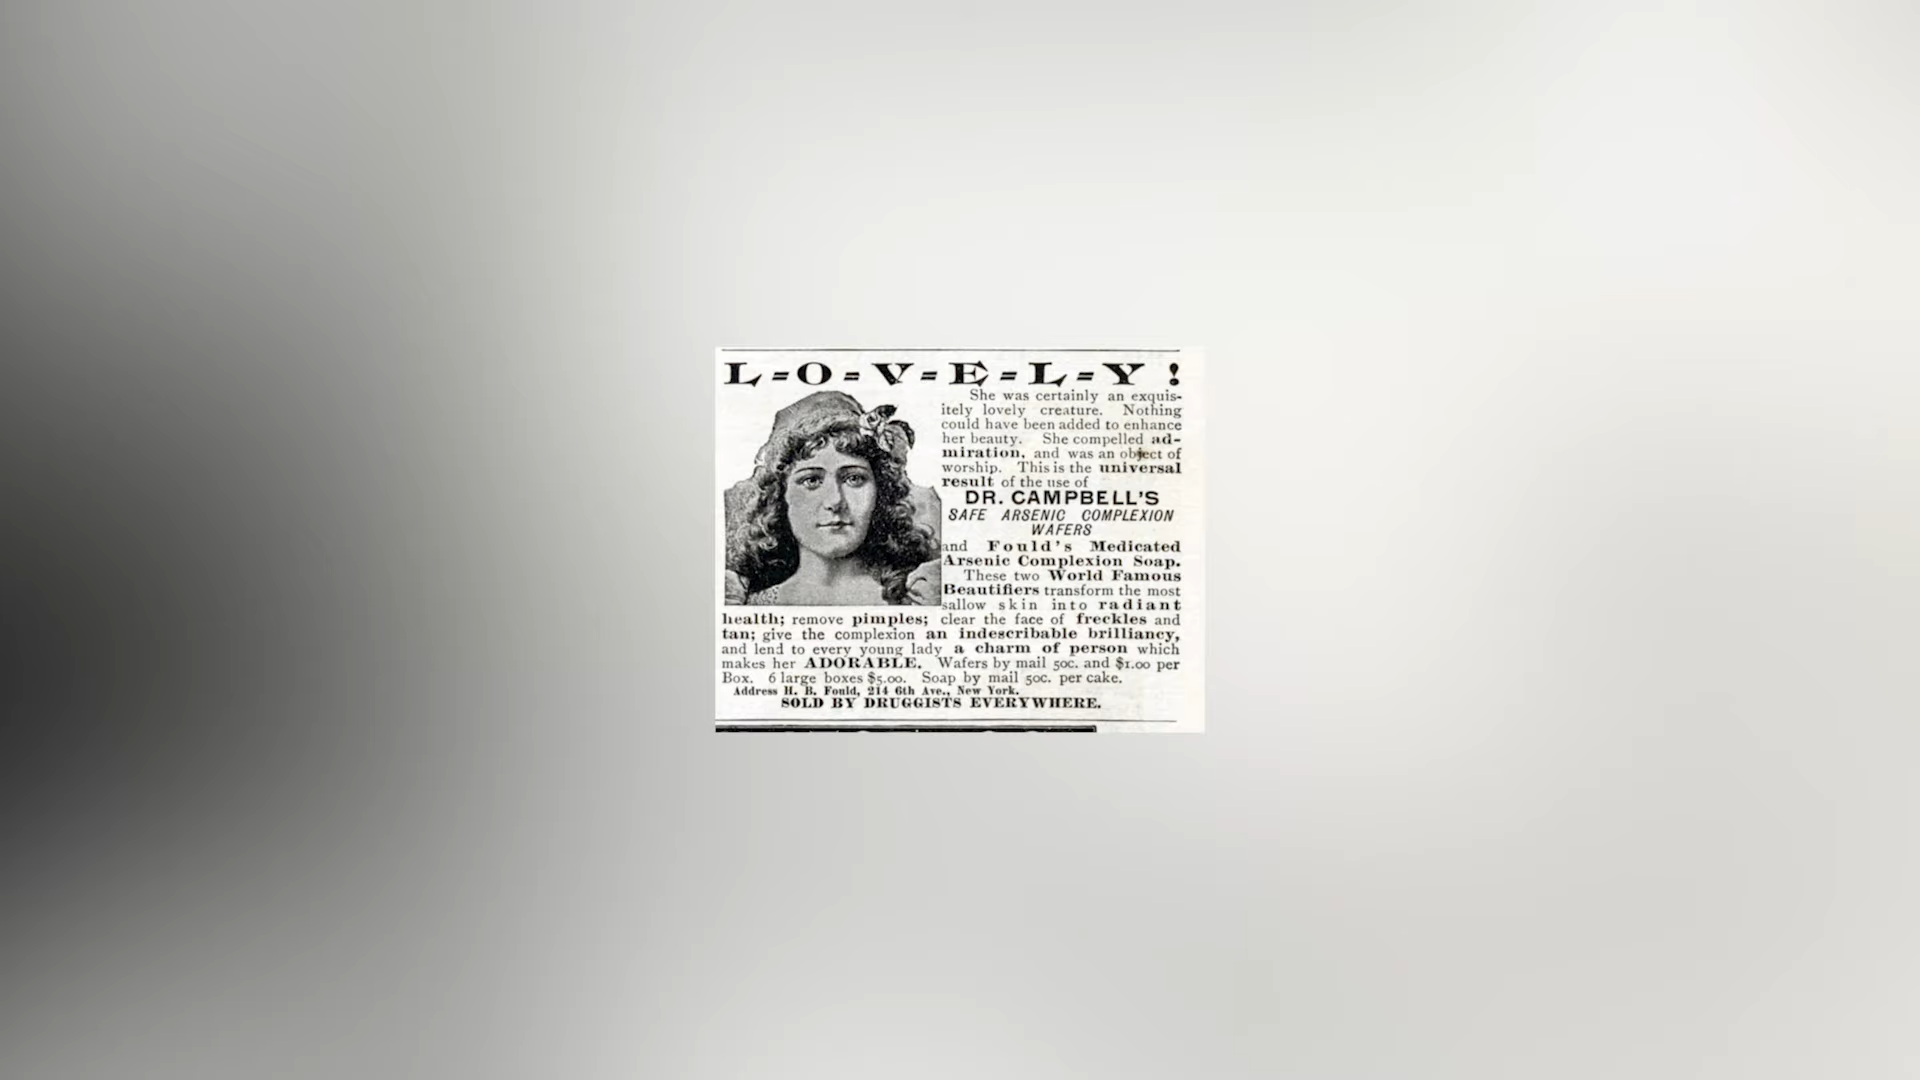 L=O=V=E=L=Y!
She was certainly an exquis-
itely lovely creature. Nothing
could have been added to enhance
her beauty. She compelled ad-
miration, and was an object of
worship. This is the universal
result of the use of
DR. CAMPBELL'S
SAFE ARSENIC COMPLEXION
WAFERS
and Fould's Medicated
Arsenic Complexion Soap.
These two World Famous
Beautifiers transform the most
sallow skin into radiant
health; remove pimples; clear the face of freckles and
tan; give the complexion an indescribable brilliancy,
and lend to every young lady a charm of person which
makes her ADORABLE. Wafers by mail 50c. and $1.00 per
Box. 6 large boxes $5.00. Soap by mail 50c. per cake.
Address H. B. Fould, 214 6th Ave., New York.
SOLD BY DRUGGISTS EVERYWHERE.